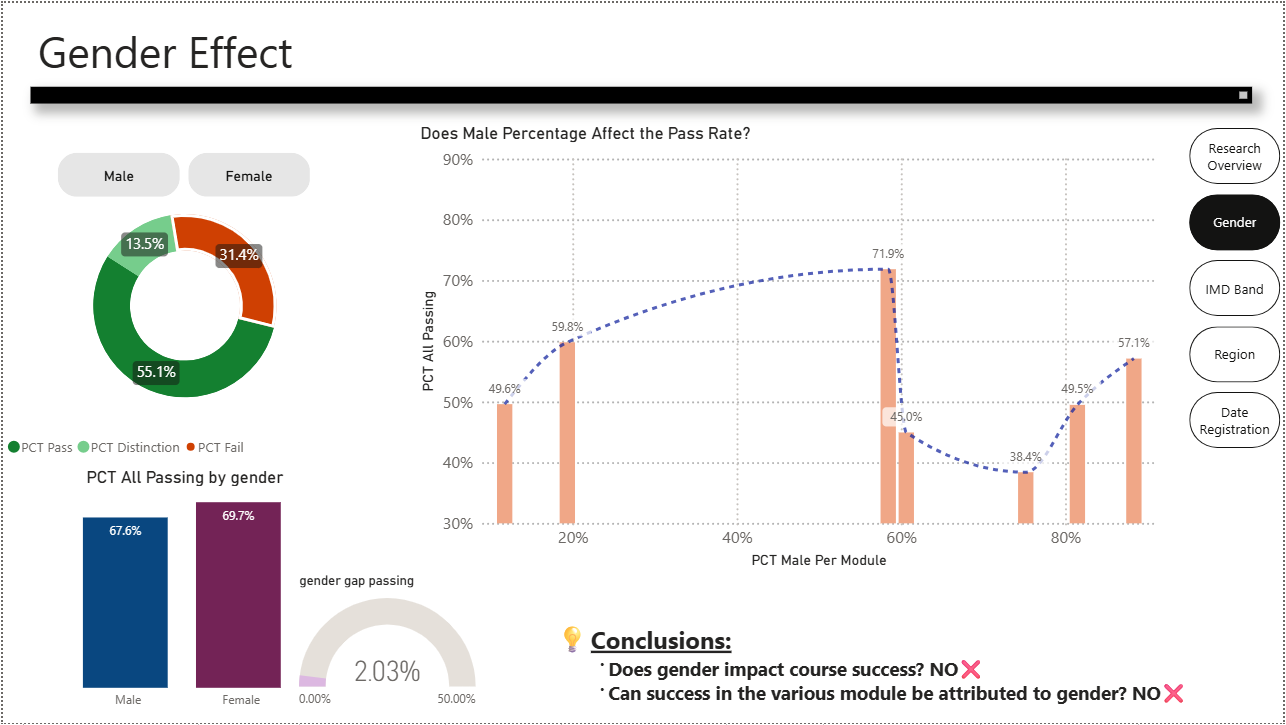 Gender Effect
Male
Female
13.5%
31.4%
55.1%
PCT Pass PCT Distinction PCT Fail
PCT All Passing by gender
67.6%
69.7%
Male
Female
gender gap passing
2.03%
0.00%
50.00%
Does Male Percentage Affect the Pass Rate?
PCT All Passing
90%
80%
70%
60%
50%
40%
30%
49.6%
59.8%
71.9%
45.0%
38.4%
49.5%
57.1%
20%
40%
60%
80%
PCT Male Per Module
Research
Overview
Gender
IMD Band
Region
Date
Registration
💡 Conclusions:
· Does gender impact course success? NO❌
· Can success in the various module be attributed to gender? NO❌